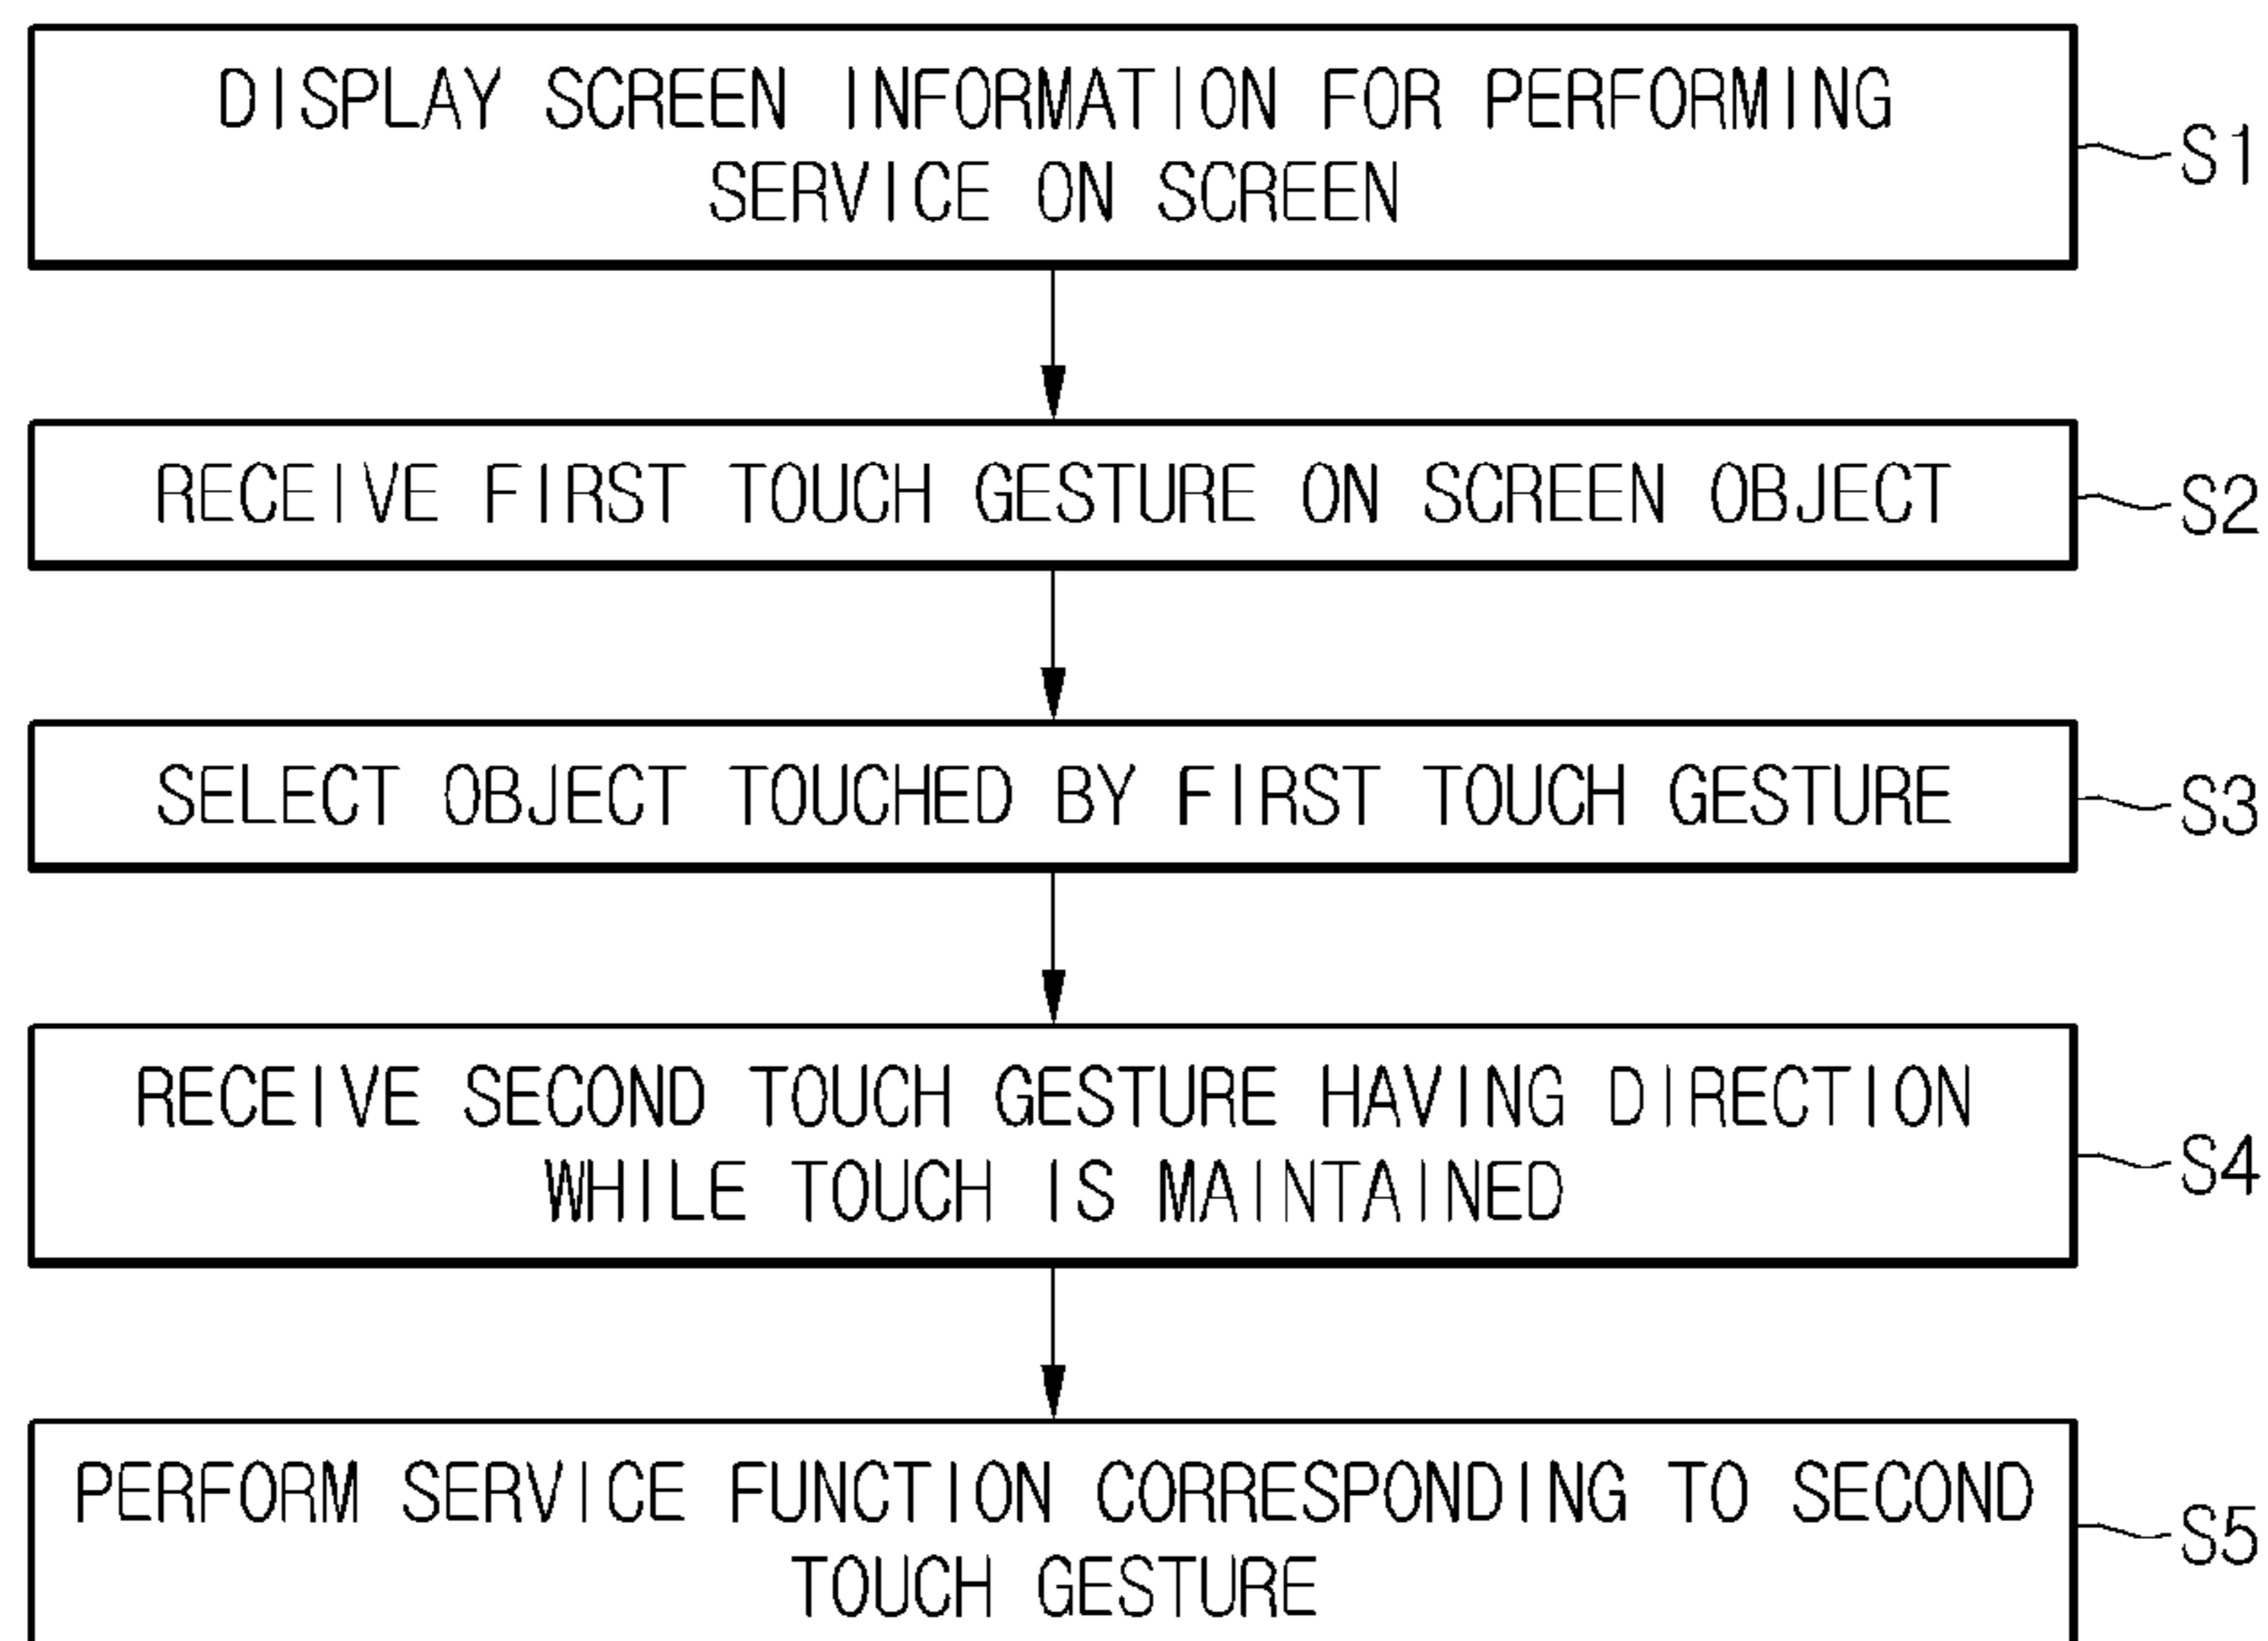 DISPLAY SCREEN INFORMATION FOR PERFORMING
SERVICE ON SCREEN
S1
RECEIVE FIRST TOUCH GESTURE ON SCREEN OBJECT
S2
SELECT OBJECT TOUCHED BY FIRST TOUCH GESTURE
S3
RECEIVE SECOND TOUCH GESTURE HAVING DIRECTION
WHILE TOUCH IS MAINTAINED
S4
PERFORM SERVICE FUNCTION CORRESPONDING TO SECOND
TOUCH GESTURE
S5